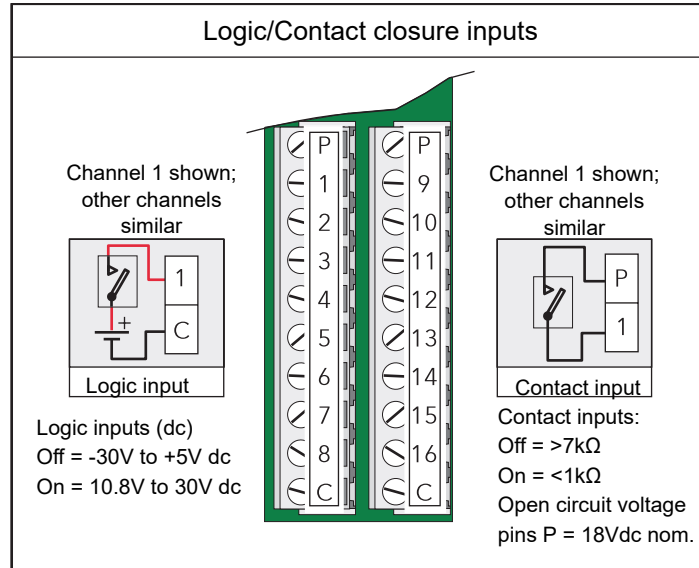 Logic/Contact closure inputs
Channel 1 shown;
other channels
similar
1
C
+
Logic input
Logic inputs (dc)
Off = -30V to +5V dc
On = 10.8V to 30V dc
P
1
2
3
4
5
6
7
8
C
P
9
10
11
12
13
14
15
16
C
Channel 1 shown;
other channels
similar
P
1
Contact input
Contact inputs:
Off = >7kΩ
On = <1kΩ
Open circuit voltage
pins P = 18Vdc nom.